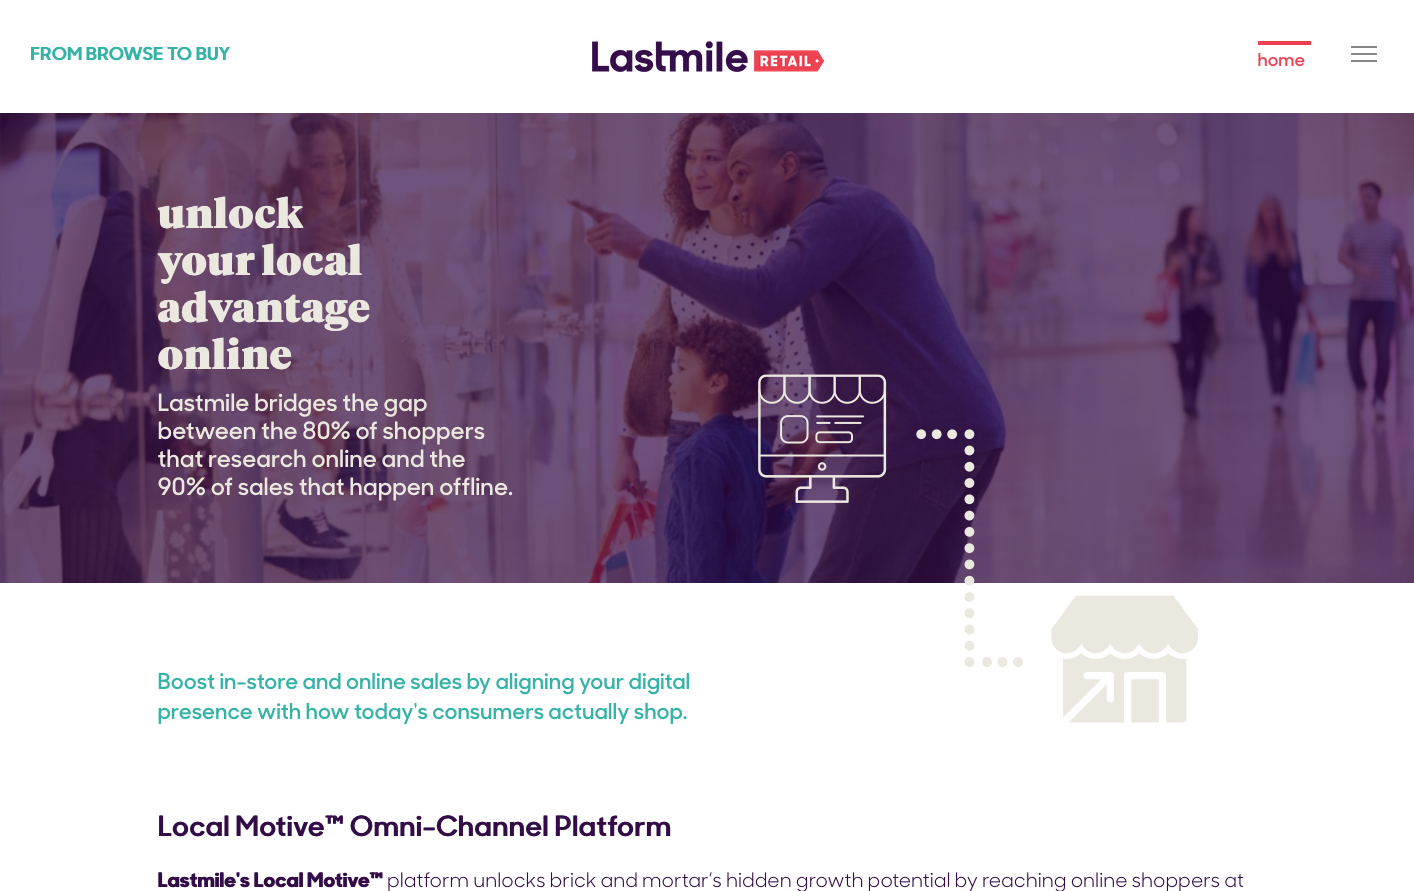 FROM BROWSE TO BUY
Lastmile RETAIL
home
unlock
your local
advantage
online
Lastmile bridges the gap
between the 80% of shoppers
that research online and the
90% of sales that happen offline.
Boost in-store and online sales by aligning your digital
presence with how today's consumers actually shop.
Local Motive™ Omni-Channel Platform
Lastmile's Local Motive™ platform unlocks brick and mortar’s hidden growth potential by reaching online shoppers at